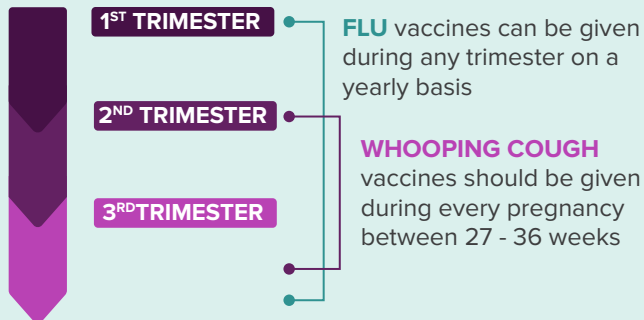 1ST TRIMESTER
FLU vaccines can be given
during any trimester on a
yearly basis
2ND TRIMESTER
WHOOPING COUGH
vaccines should be given
during every pregnancy
between 27 - 36 weeks
3RDTRIMESTER